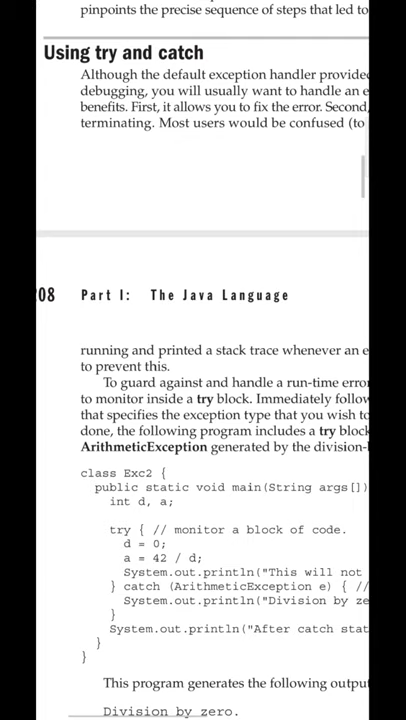 pinpoints the precise sequence of steps that led to
Using try and catch
Although the default exception handler provide
debugging, you will usually want to handle an e
benefits. First, it allows you to fix the error. Second,
terminating. Most users would be confused (to
08 Part I: The Java Language
running and printed a stack trace whenever an e
to prevent this.
To guard against and handle a run-time erro
to monitor inside a try block. Immediately follow
that specifies the exception type that you wish to
done, the following program includes a try block
ArithmeticException generated by the division-
class Exc2 {
public static void main(String args[])
int d, a;
try { // monitor a block of code.
d = 0;
a = 42 / d;
System.out.println("This will not
} catch (ArithmeticException e) { //
System.out.println("Division by ze
}
System.out.println("After catch stat
}
}
This program generates the following outpu
Division by zero.